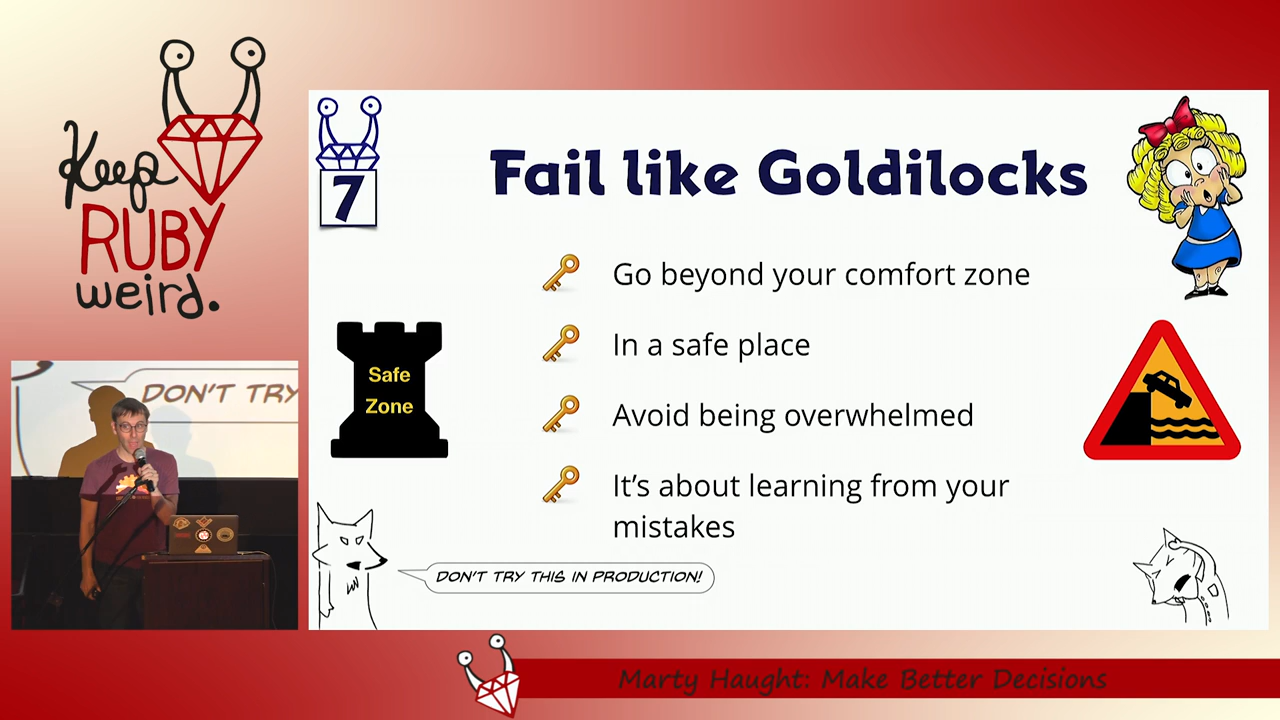 Keep
RUBY
weird.
7
Fail like Goldilocks
Go beyond your comfort zone
In a safe place
Avoid being overwhelmed
It’s about learning from your
mistakes
Safe
Zone
DON'T TRY THIS IN PRODUCTION!
DON'T TRY
Marty Haught: Make Better Decisions